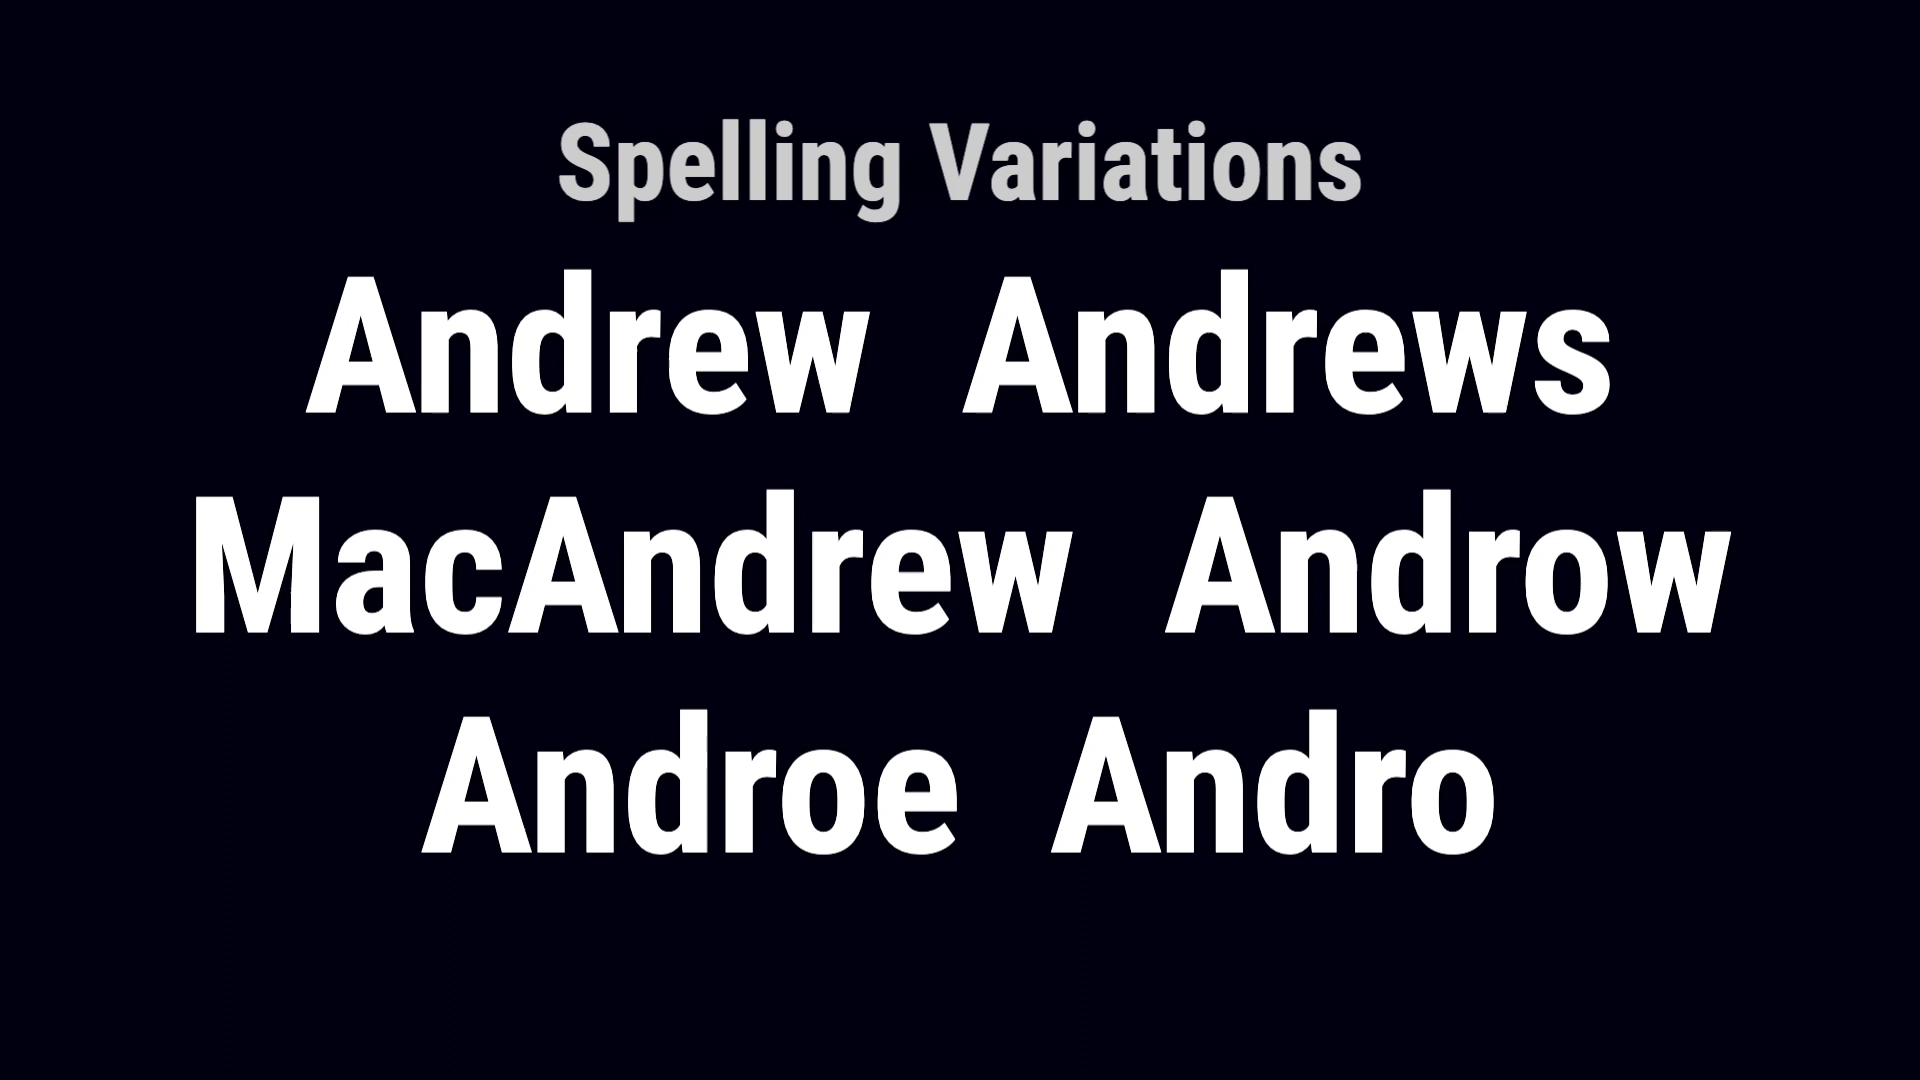 Spelling Variations
Andrew Andrews
MacAndrew Androw
Androe Andro